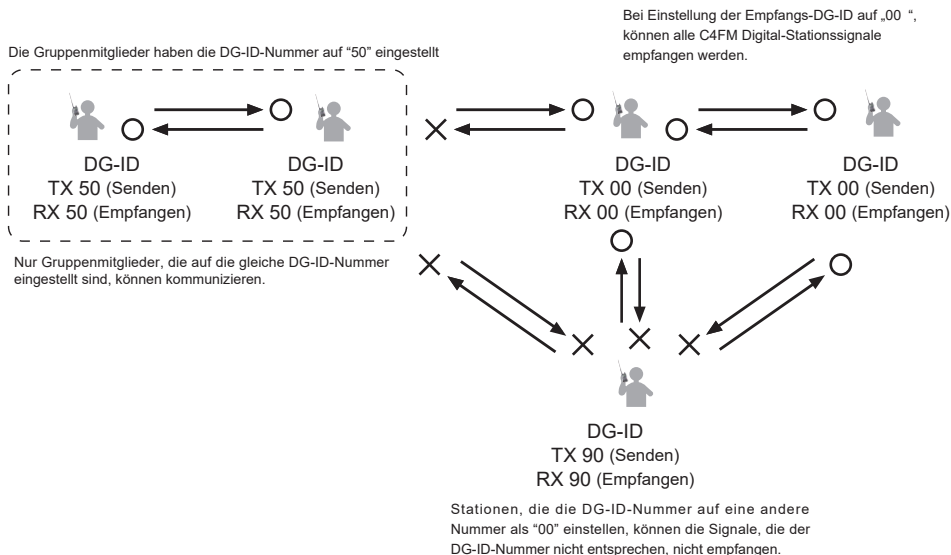 Bei Einstellung der Empfangs-DG-ID auf „00 “,
können alle C4FM Digital-Stationssignale
empfangen werden.
Die Gruppenmitglieder haben die DG-ID-Nummer auf “50” eingestellt
DG-ID
TX 50 (Senden)
RX 50 (Empfangen)
DG-ID
TX 50 (Senden)
RX 50 (Empfangen)
DG-ID
TX 00 (Senden)
RX 00 (Empfangen)
DG-ID
TX 00 (Senden)
RX 00 (Empfangen)
Nur Gruppenmitglieder, die auf die gleiche DG-ID-Nummer
eingestellt sind, können kommunizieren.
DG-ID
TX 90 (Senden)
RX 90 (Empfangen)
Stationen, die die DG-ID-Nummer auf eine andere
Nummer als “00” einstellen, können die Signale, die der
DG-ID-Nummer nicht entsprechen, nicht empfangen.